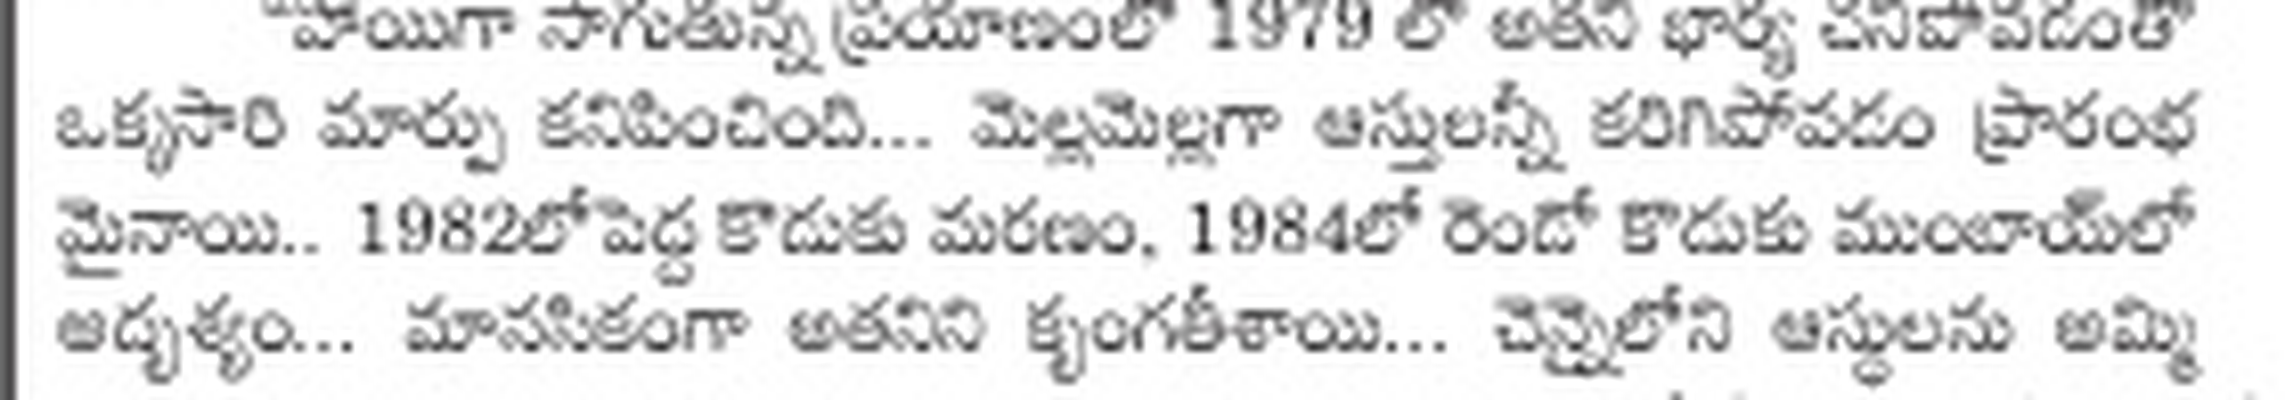 హాయిగా సాగుతున్న ప్రయాణంలో 1979 లో అతని భార్య చనిపోవడంతో
ఒక్కసారి మార్పు కనిపించింది... మెల్లమెల్లగా ఆస్తులన్నీ కరిగిపోవడం ప్రారంభ
మైనాయి.. 1982లో పెద్ద కొడుకు మరణం, 1984లో రెండో కొడుకు ముంబాయ్‌లో
అదృశ్యం... మానసికంగా అతనిని కృంగతీశాయి... చెన్నైలోని ఆస్థులను అమ్మి